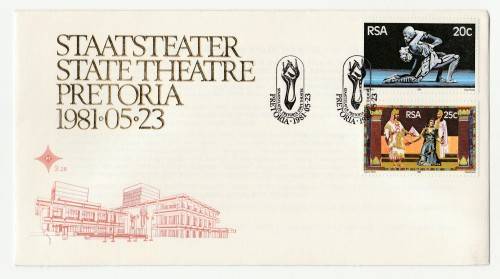 STAATSTEATER
STATE THEATRE
PRETORIA
1981·05·23
PRETORIA·1981·05·23
PRETORIA·1981·05·23
RSA
20c
RSA
25c